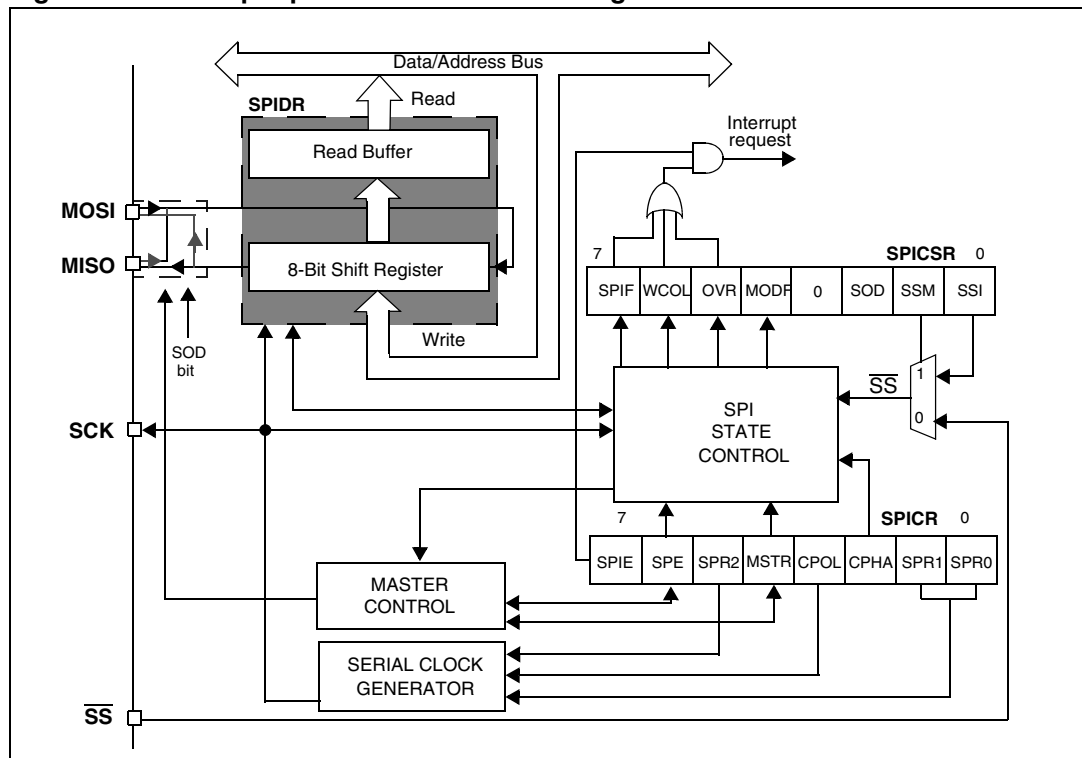 Data/Address Bus
SPIDR
Read
Read Buffer
Interrupt
request
MOSI
MISO
8-Bit Shift Register
7
SPICSR
0
SPIF
WCOL
OVR
MODF
0
SOD
SSM
SSI
Write
SOD
bit
SS
1
0
SPI
STATE
CONTROL
SCK
7
SPICR
0
SPIE
SPE
SPR2
MSTR
CPOL
CPHA
SPR1
SPR0
MASTER
CONTROL
SERIAL CLOCK
GENERATOR
SS